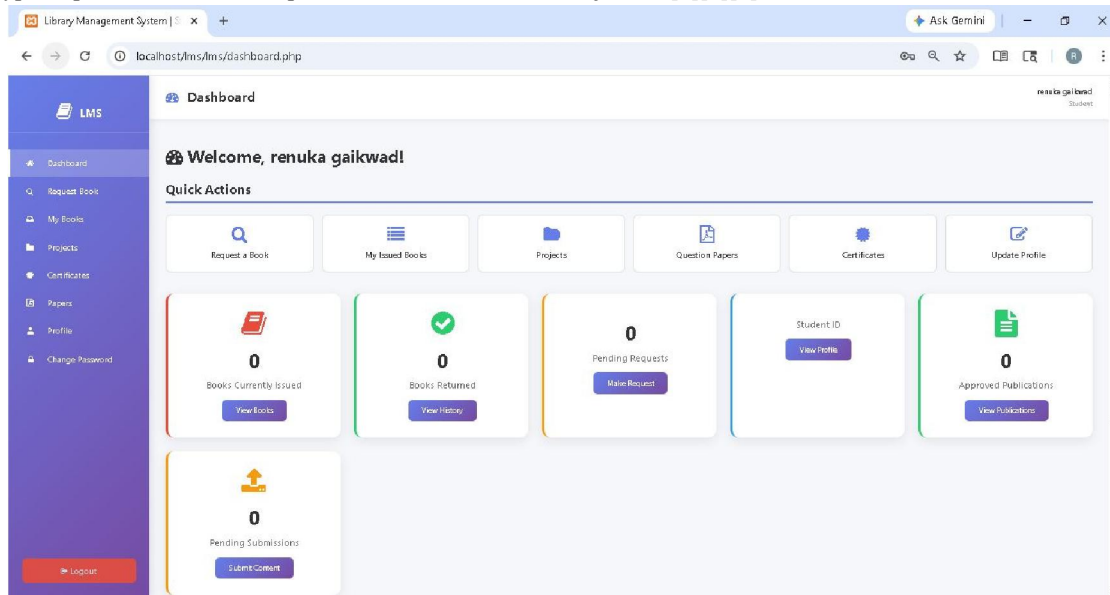 Library Management System | S
Ask Gemini
localhost/lms/lms/dashboard.php
R
LMS
Dashboard
Request Book
My Books
Projects
Certificates
Papers
Profile
Change Password
Logout
Dashboard
renuka gaikwad
Student
Welcome, renuka gaikwad!
Quick Actions
Request a Book
My Issued Books
Projects
Question Papers
Certificates
Update Profile
0
Books Currently Issued
View Books
0
Books Returned
View History
0
Pending Requests
Make Request
Student ID
View Profile
0
Approved Publications
View Publications
0
Pending Submissions
Submit Content